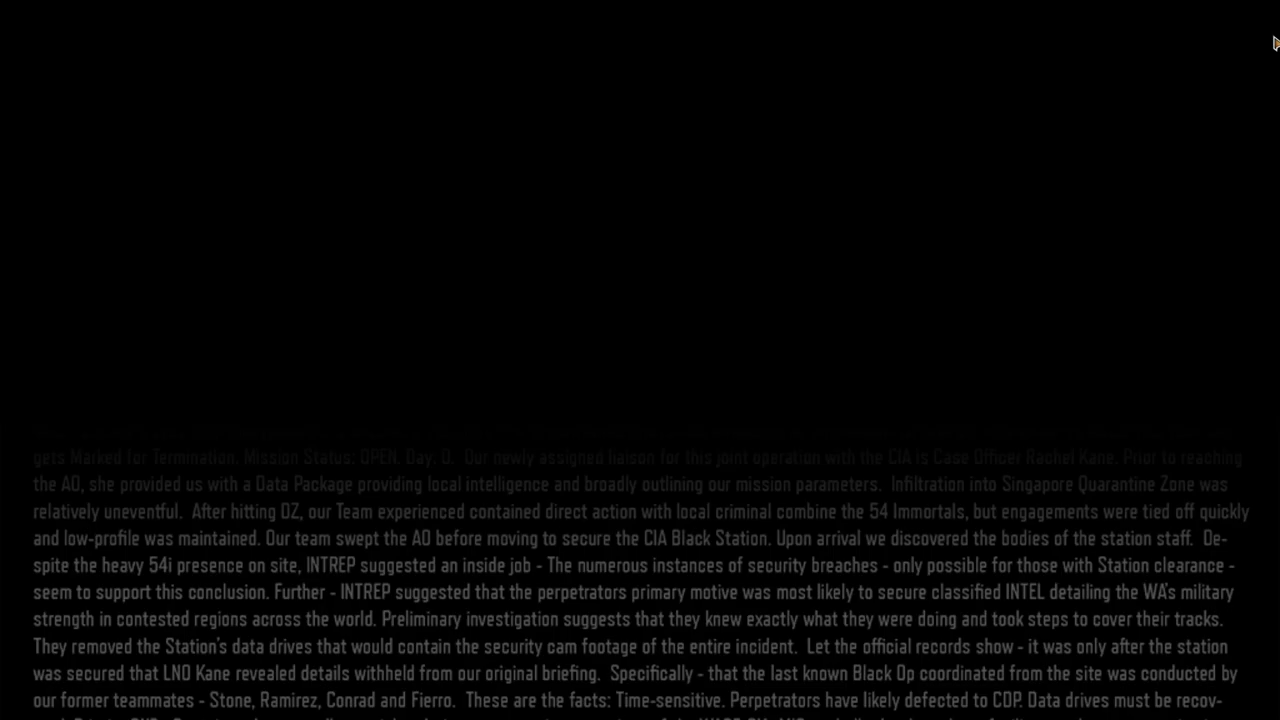 gets Marked for Termination. Mission Status: OPEN. Day: 0. Our newly assigned liaison for this joint operation with the CIA is Case Officer Rachel Kane. Prior to reaching
the AO, she provided us with a Data Package providing local intelligence and broadly outlining our mission parameters. Infiltration into Singapore Quarantine Zone was
relatively uneventful. After hitting DZ, our Team experienced contained direct action with local criminal combine the 54 Immortals, but engagements were tied off quickly
and low-profile was maintained. Our team swept the AO before moving to secure the CIA Black Station. Upon arrival we discovered the bodies of the station staff. De-
spite the heavy 54i presence on site, INTREP suggested an inside job - The numerous instances of security breaches - only possible for those with Station clearance -
seem to support this conclusion. Further - INTREP suggested that the perpetrators primary motive was most likely to secure classified INTEL detailing the WA's military
strength in contested regions across the world. Preliminary investigation suggests that they knew exactly what they were doing and took steps to cover their tracks.
They removed the Station's data drives that would contain the security cam footage of the entire incident. Let the official records show - it was only after the station
was secured that LNO Kane revealed details withheld from our original briefing. Specifically - that the last known Black Op coordinated from the site was conducted by
our former teammates - Stone, Ramirez, Conrad and Fierro. These are the facts: Time-sensitive. Perpetrators have likely defected to CDP. Data drives must be recov-